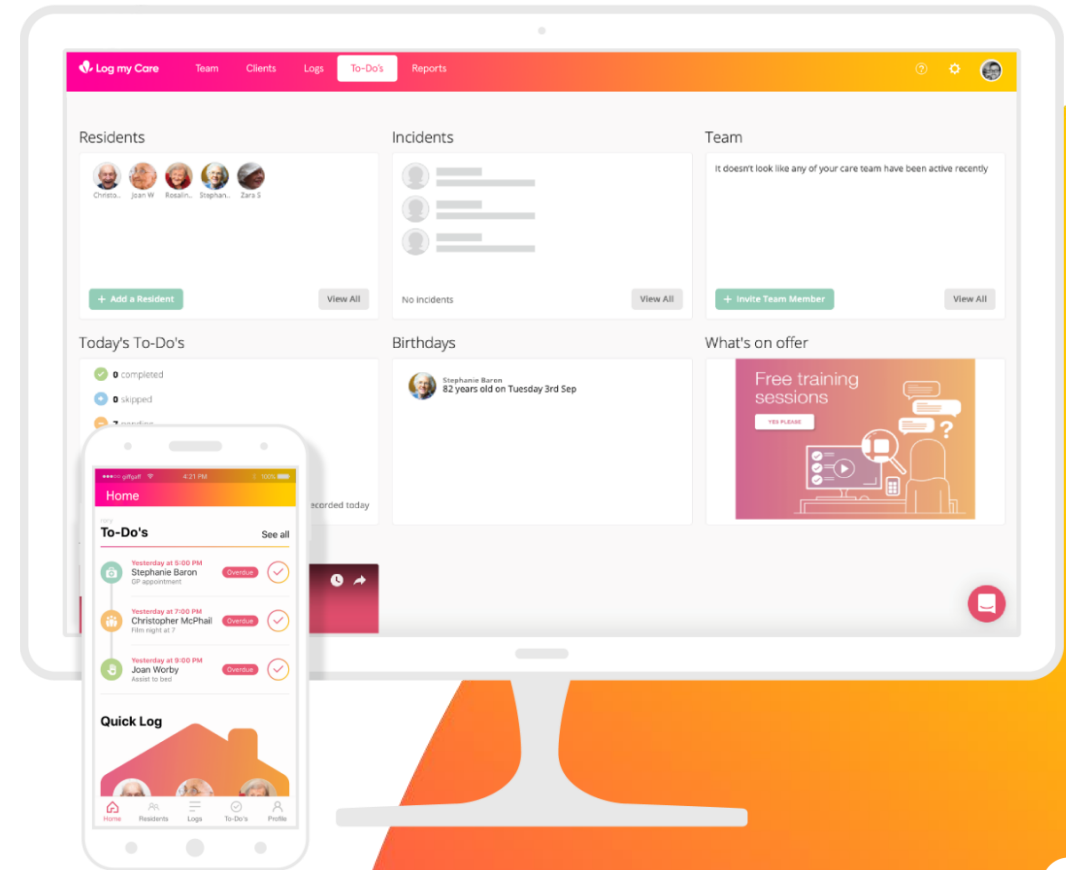 Log my Care Team Clients Logs To-Do's Reports
Residents
Christo.. Joan W Rosalin.. Stephan.. Zara S
+ Add a Resident View All
Incidents
No incidents View All
Team
It doesn't look like any of your care team have been active recently
+ Invite Team Member View All
Today's To-Do's
0 completed
0 skipped
ecorded today
Birthdays
Stephanie Baron
82 years old on Tuesday 3rd Sep
What's on offer
Free training
sessions
YES PLEASE
?
giffgaff 4:21 PM 100%
Home
To-Do's See all
Yesterday at 5:00 PM
Stephanie Baron Overdue
GP appointment
Yesterday at 7:00 PM
Christopher McPhail Overdue
Film night at 7
Yesterday at 9:00 PM
Joan Worby Overdue
Assist to bed
Quick Log
Home Residents Logs To-Do's Profile